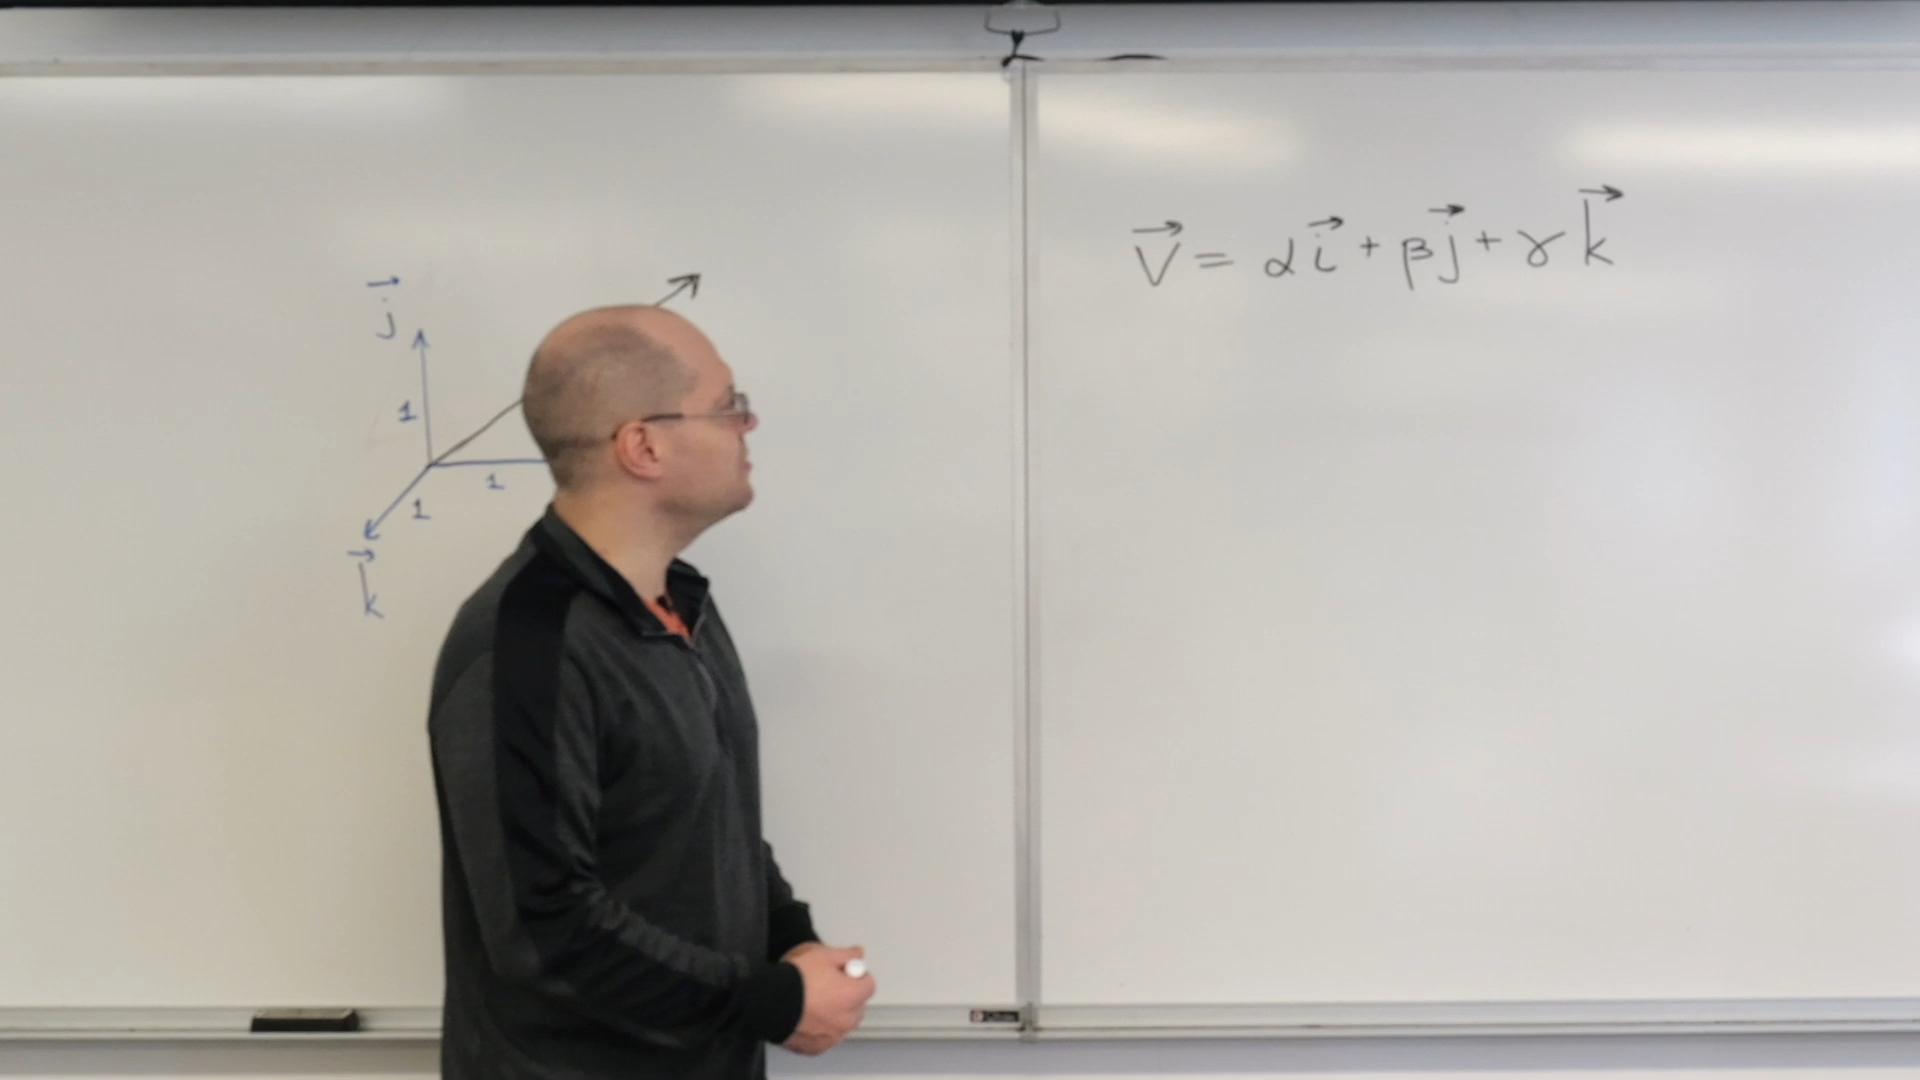 j⃗
1
1
1
k⃗
V⃗ = αi⃗ + βj⃗ + γk⃗